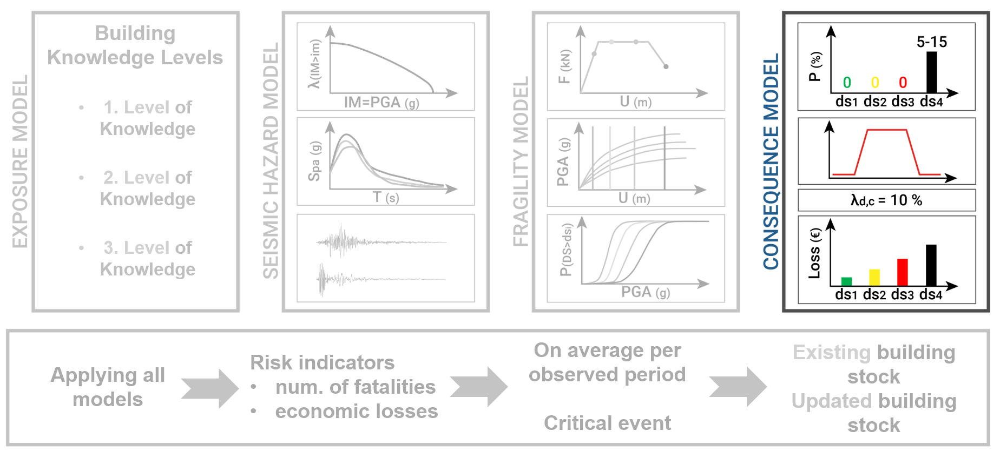 EXPOSURE MODEL
Building
Knowledge Levels
• 1. Level of
Knowledge
• 2. Level of
Knowledge
• 3. Level of
Knowledge
SEISMIC HAZARD MODEL
λ(IM>im)
IM=PGA (g)
Spa (g)
T (s)
FRAGILITY MODEL
F (kN)
U (m)
PGA (g)
U (m)
P(DS>dsi)
PGA (g)
CONSEQUENCE MODEL
P (%)
5-15
0 0 0
ds1 ds2 ds3 ds4
λd,c = 10 %
Loss (€)
ds1 ds2 ds3 ds4
Applying all
models
Risk indicators
• num. of fatalities
• economic losses
On average per
observed period
Critical event
Existing building
stock
Updated building
stock